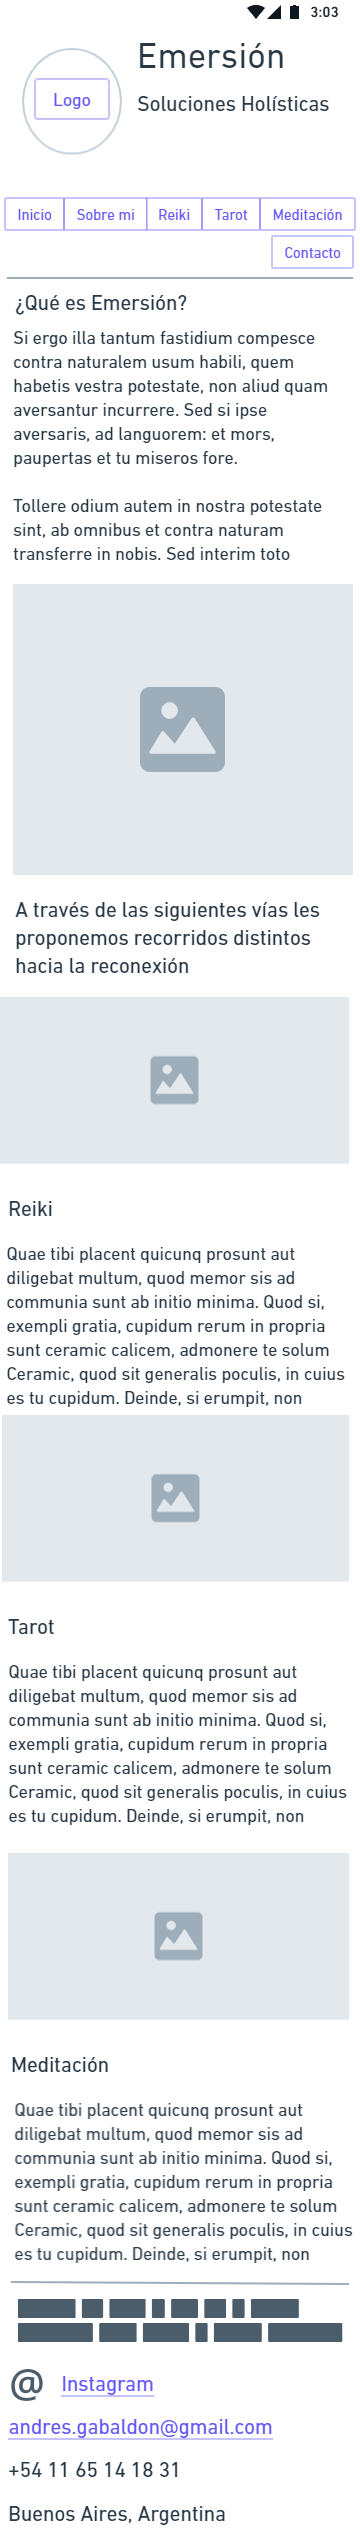 3:03
Emersión
Logo
Soluciones Holísticas
Inicio Sobre mi Reiki Tarot Meditación
Contacto
¿Qué es Emersión?
Si ergo illa tantum fastidium compesce
contra naturalem usum habili, quem
habetis vestra potestate, non aliud quam
aversantur incurrere. Sed si ipse
aversaris, ad languorem: et mors,
paupertas et tu miseros fore.
Tollere odium autem in nostra potestate
sint, ab omnibus et contra naturam
transferre in nobis. Sed interim toto
A través de las siguientes vías les
proponemos recorridos distintos
hacia la reconexión
Reiki
Quae tibi placent quicunq prosunt aut
diligebat multum, quod memor sis ad
communia sunt ab initio minima. Quod si,
exempli gratia, cupidum rerum in propria
sunt ceramic calicem, admonere te solum
Ceramic, quod sit generalis poculis, in cuius
es tu cupidum. Deinde, si erumpit, non
Tarot
Quae tibi placent quicunq prosunt aut
diligebat multum, quod memor sis ad
communia sunt ab initio minima. Quod si,
exempli gratia, cupidum rerum in propria
sunt ceramic calicem, admonere te solum
Ceramic, quod sit generalis poculis, in cuius
es tu cupidum. Deinde, si erumpit, non
Meditación
Quae tibi placent quicunq prosunt aut
diligebat multum, quod memor sis ad
communia sunt ab initio minima. Quod si,
exempli gratia, cupidum rerum in propria
sunt ceramic calicem, admonere te solum
Ceramic, quod sit generalis poculis, in cuius
es tu cupidum. Deinde, si erumpit, non
@ Instagram
andres.gabaldon@gmail.com
+54 11 65 14 18 31
Buenos Aires, Argentina